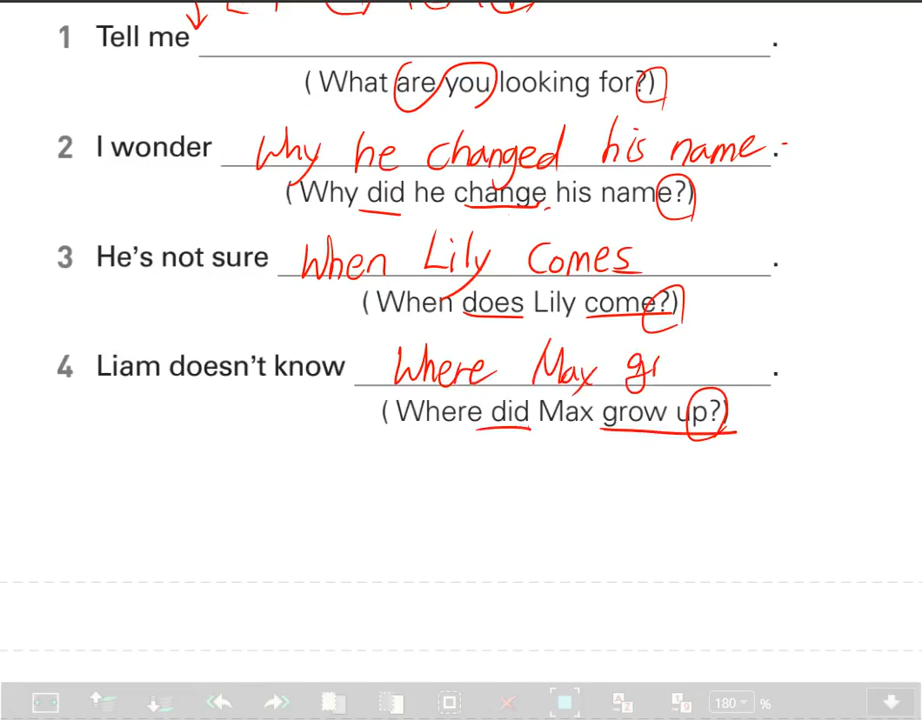 1 Tell me .
( What are you looking for?)
2 I wonder Why he changed his name .
( Why did he change his name?)
3 He's not sure When Lily comes .
( When does Lily come?)
4 Liam doesn't know Where Max gr .
( Where did Max grow up?)
180 %